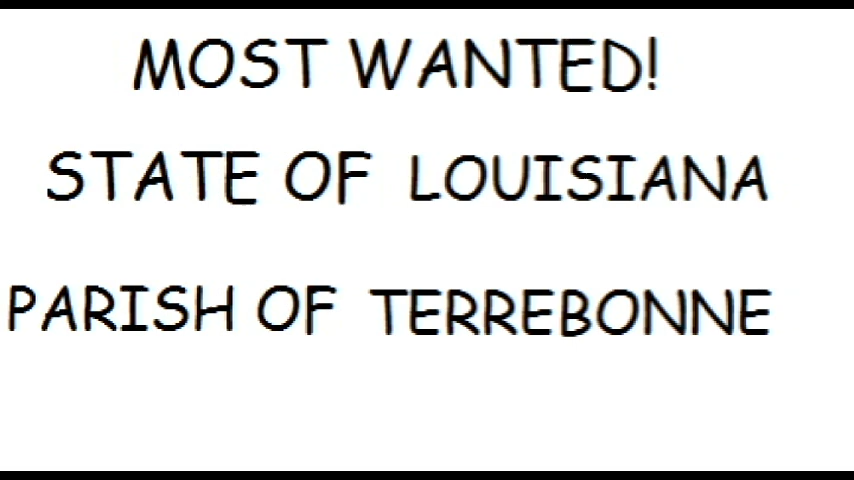 MOST WANTED!
STATE OF LOUISIANA
PARISH OF TERREBONNE